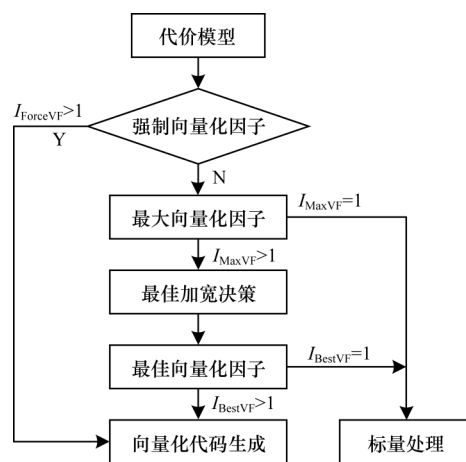 代价模型
I_ForceVF>1
强制向量化因子
Y
N
最大向量化因子
I_MaxVF=1
I_MaxVF>1
最佳加宽决策
最佳向量化因子
I_BestVF=1
I_BestVF>1
向量化代码生成
标量处理